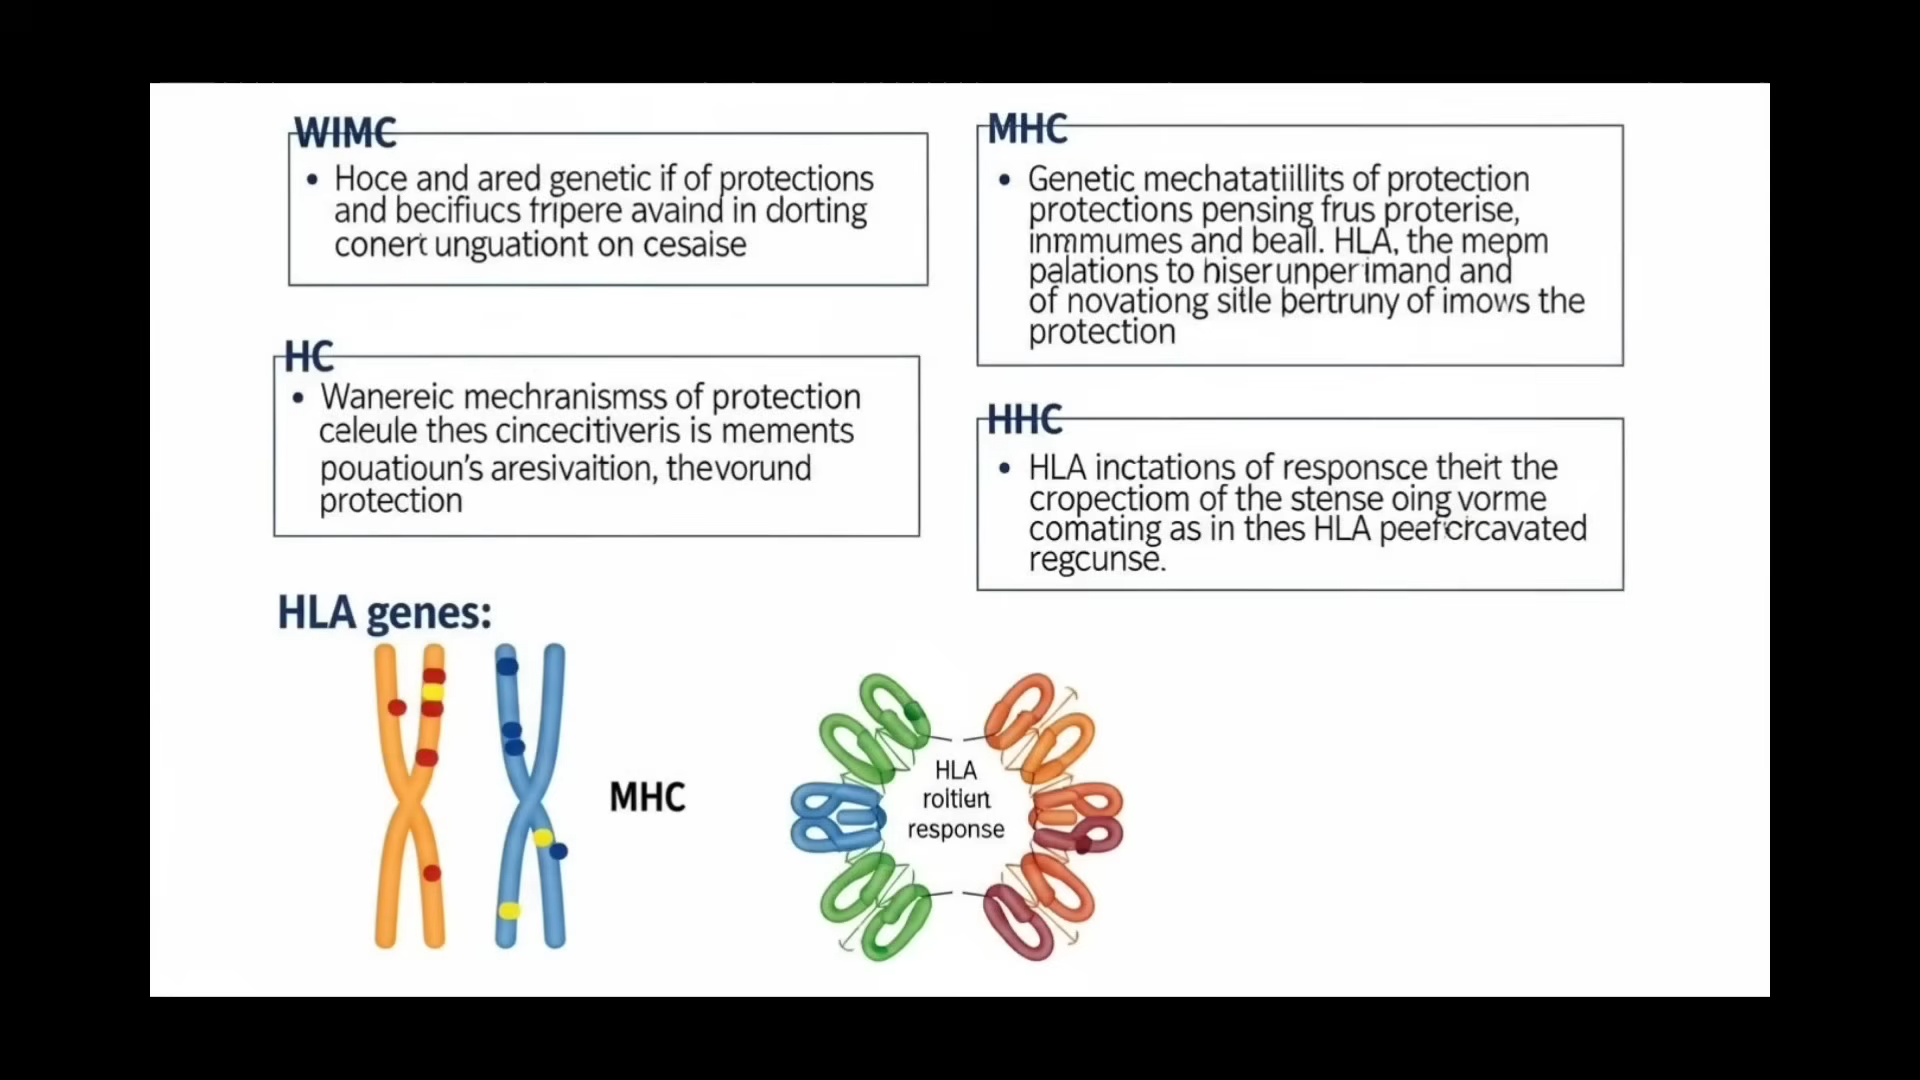 WIMC
• Hoce and ared genetic if of protections
and becifiucs fripere avaind in dorting
conert unguationt on cesaise
HC
• Wanereic mechranismss of protection
celeule thes cincecitiveris is mements
pouatioun's aresivaition, thevorund
protection
MHC
• Genetic mechatatiillits of protection
protections pensing frus proterise,
inmmumes and beall. HLA, the mepm
palations to hiserunperimand and
of novationg sitle bertruny of imows the
protection
HHC
• HLA inctations of responsce theit the
cropectiom of the stense oing vorme
comating as in thes HLA peefcrcavated
regcunse.
HLA genes:
MHC
HLA
roltiert
response